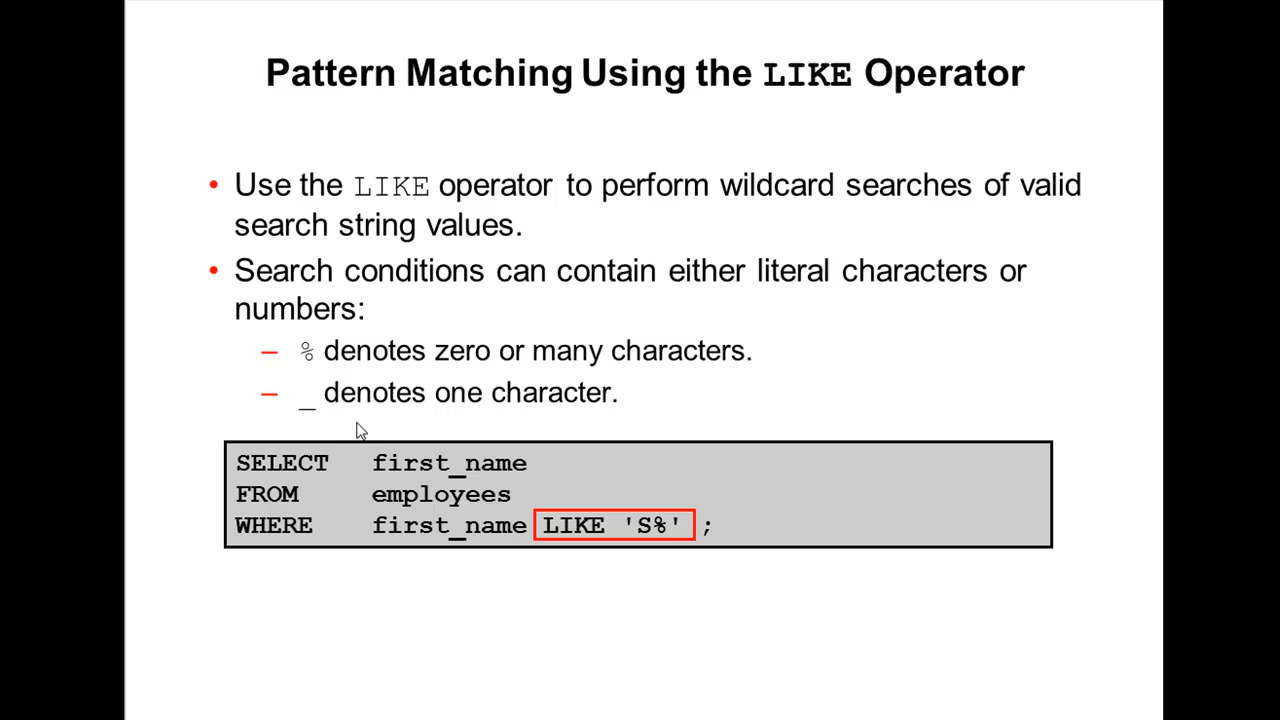 Pattern Matching Using the LIKE Operator
• Use the LIKE operator to perform wildcard searches of valid
search string values.
• Search conditions can contain either literal characters or
numbers:
– % denotes zero or many characters.
– _ denotes one character.
SELECT first_name
FROM employees
WHERE first_name LIKE 'S%' ;